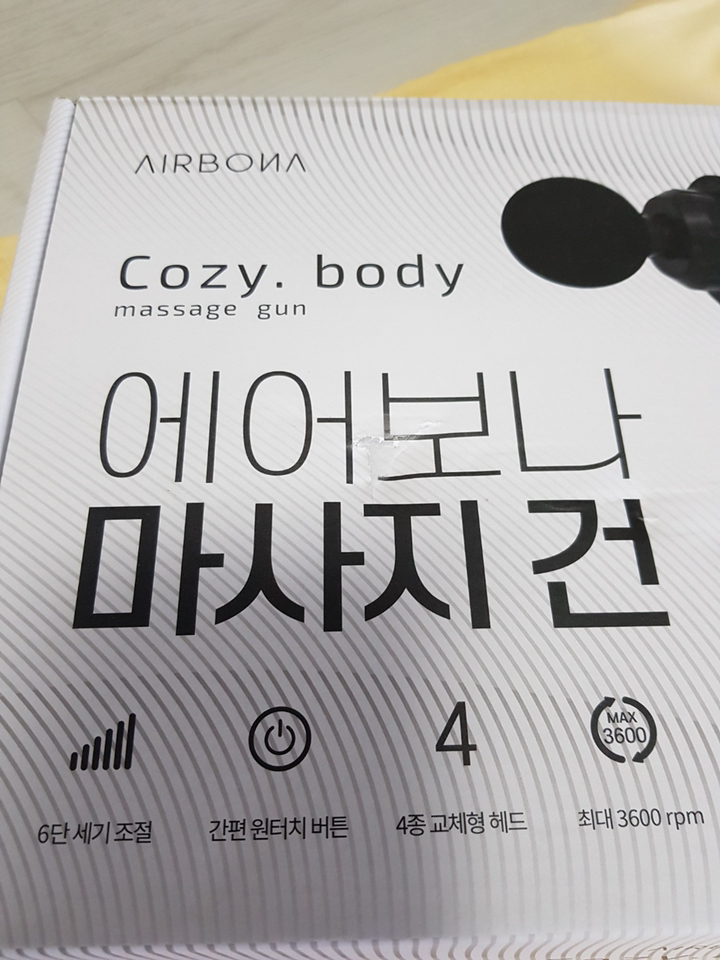 AIRBONA
Cozy. body
massage gun
에어보나
마사지 건
4
MAX
3600
6단 세기 조절
간편 원터치 버튼
4종 교체형 헤드
최대 3600 rpm